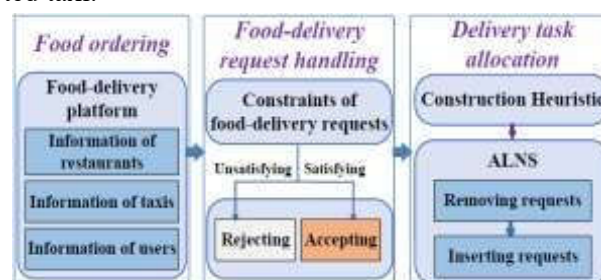 Food ordering
Food-delivery
platform
Information of
restaurants
Information of taxis
Information of users
Food-delivery
request handling
Constraints of
food-delivery requests
Unsatisfying Satisfying
Rejecting Accepting
Delivery task
allocation
Construction Heuristic
ALNS
Removing requests
Inserting requests